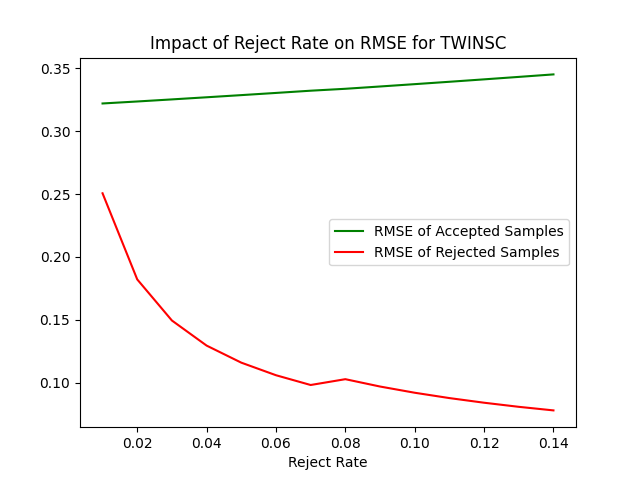 Impact of Reject Rate on RMSE for TWINSC
0.35
0.30
0.25
0.20
0.15
0.10
RMSE of Accepted Samples
RMSE of Rejected Samples
0.02 0.04 0.06 0.08 0.10 0.12 0.14
Reject Rate